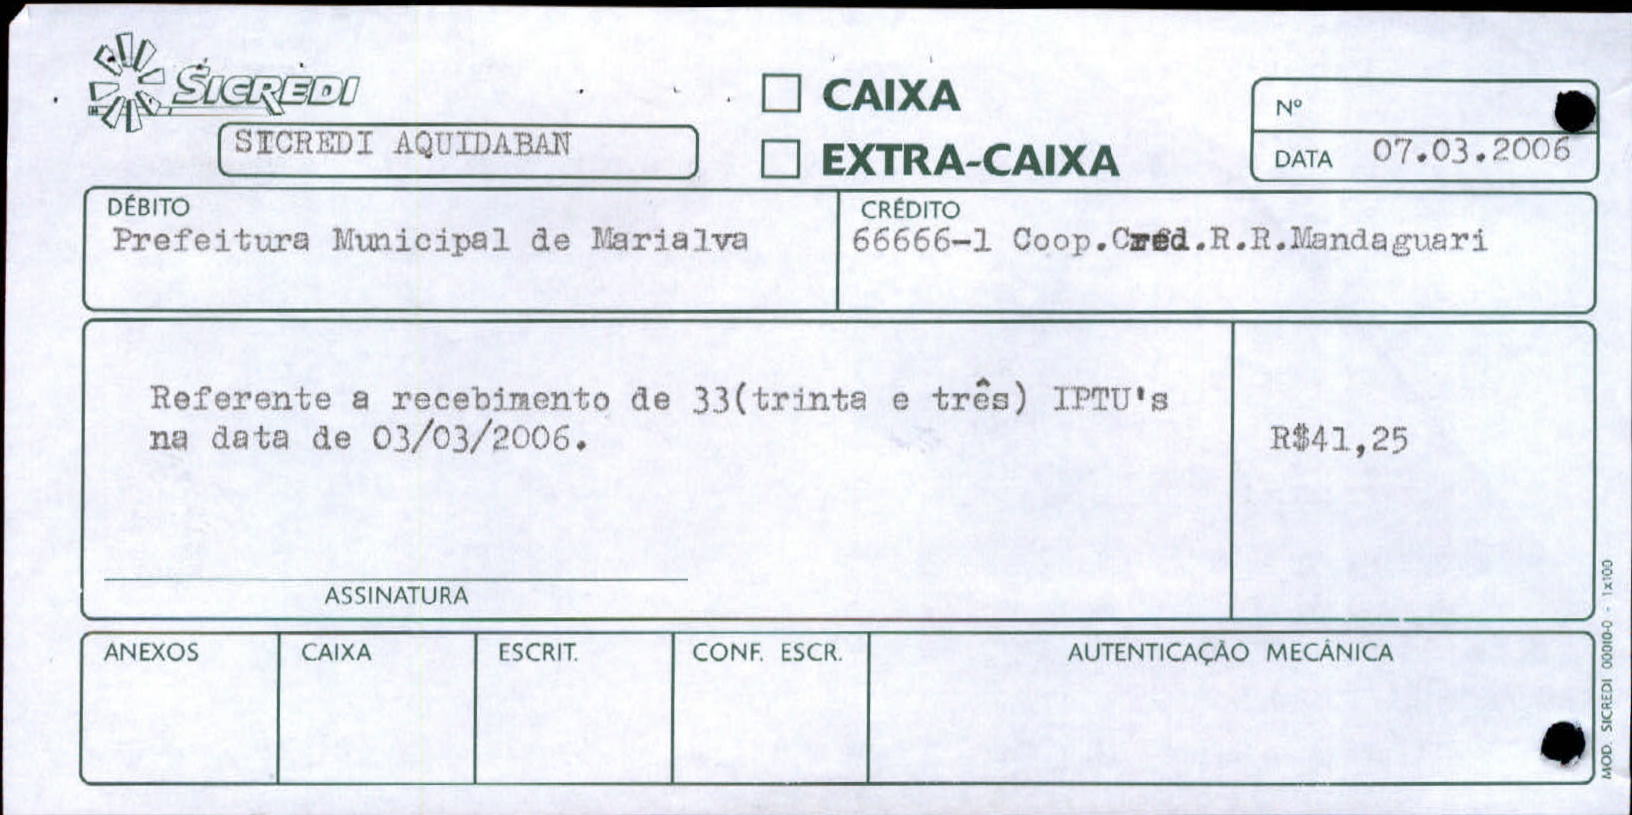 SICREDI
SICREDI AQUIDABAN
CAIXA
EXTRA-CAIXA
Nº
DATA 07.03.2006
DÉBITO
Prefeitura Municipal de Marialva
CRÉDITO
66666-1 Coop.Cred.R.R.Mandaguari
Referente a recebimento de 33(trinta e três) IPTU's
na data de 03/03/2006.
R$41,25
ASSINATURA
ANEXOS
CAIXA
ESCRIT.
CONF. ESCR.
AUTENTICAÇÃO MECÂNICA
MOD. SICREDI 00010-0 - 1x100